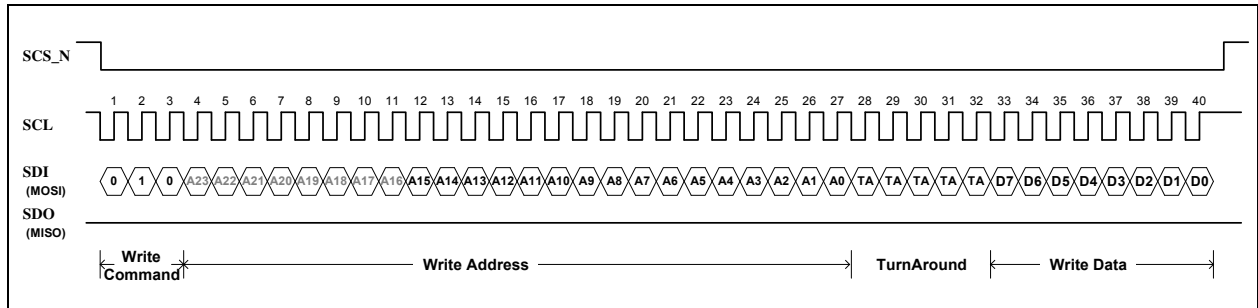 SCS_N
1 2 3 4 5 6 7 8 9 10 11 12 13 14 15 16 17 18 19 20 21 22 23 24 25 26 27 28 29 30 31 32 33 34 35 36 37 38 39 40
SCL
SDI
(MOSI)
0 1 0 A23 A22 A21 A20 A19 A18 A17 A16 A15 A14 A13 A12 A11 A10 A9 A8 A7 A6 A5 A4 A3 A2 A1 A0 TA TA TA TA TA D7 D6 D5 D4 D3 D2 D1 D0
SDO
(MISO)
Write
Command
Write Address
TurnAround
Write Data